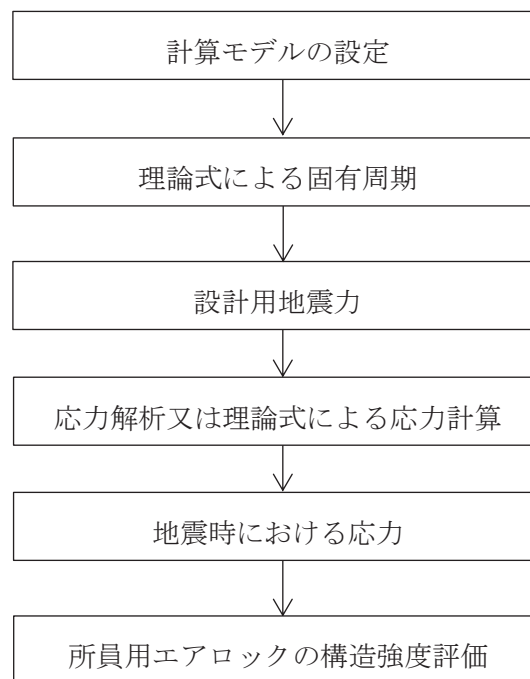 計算モデルの設定
理論式による固有周期
設計用地震力
応力解析又は理論式による応力計算
地震時における応力
所員用エアロックの構造強度評価